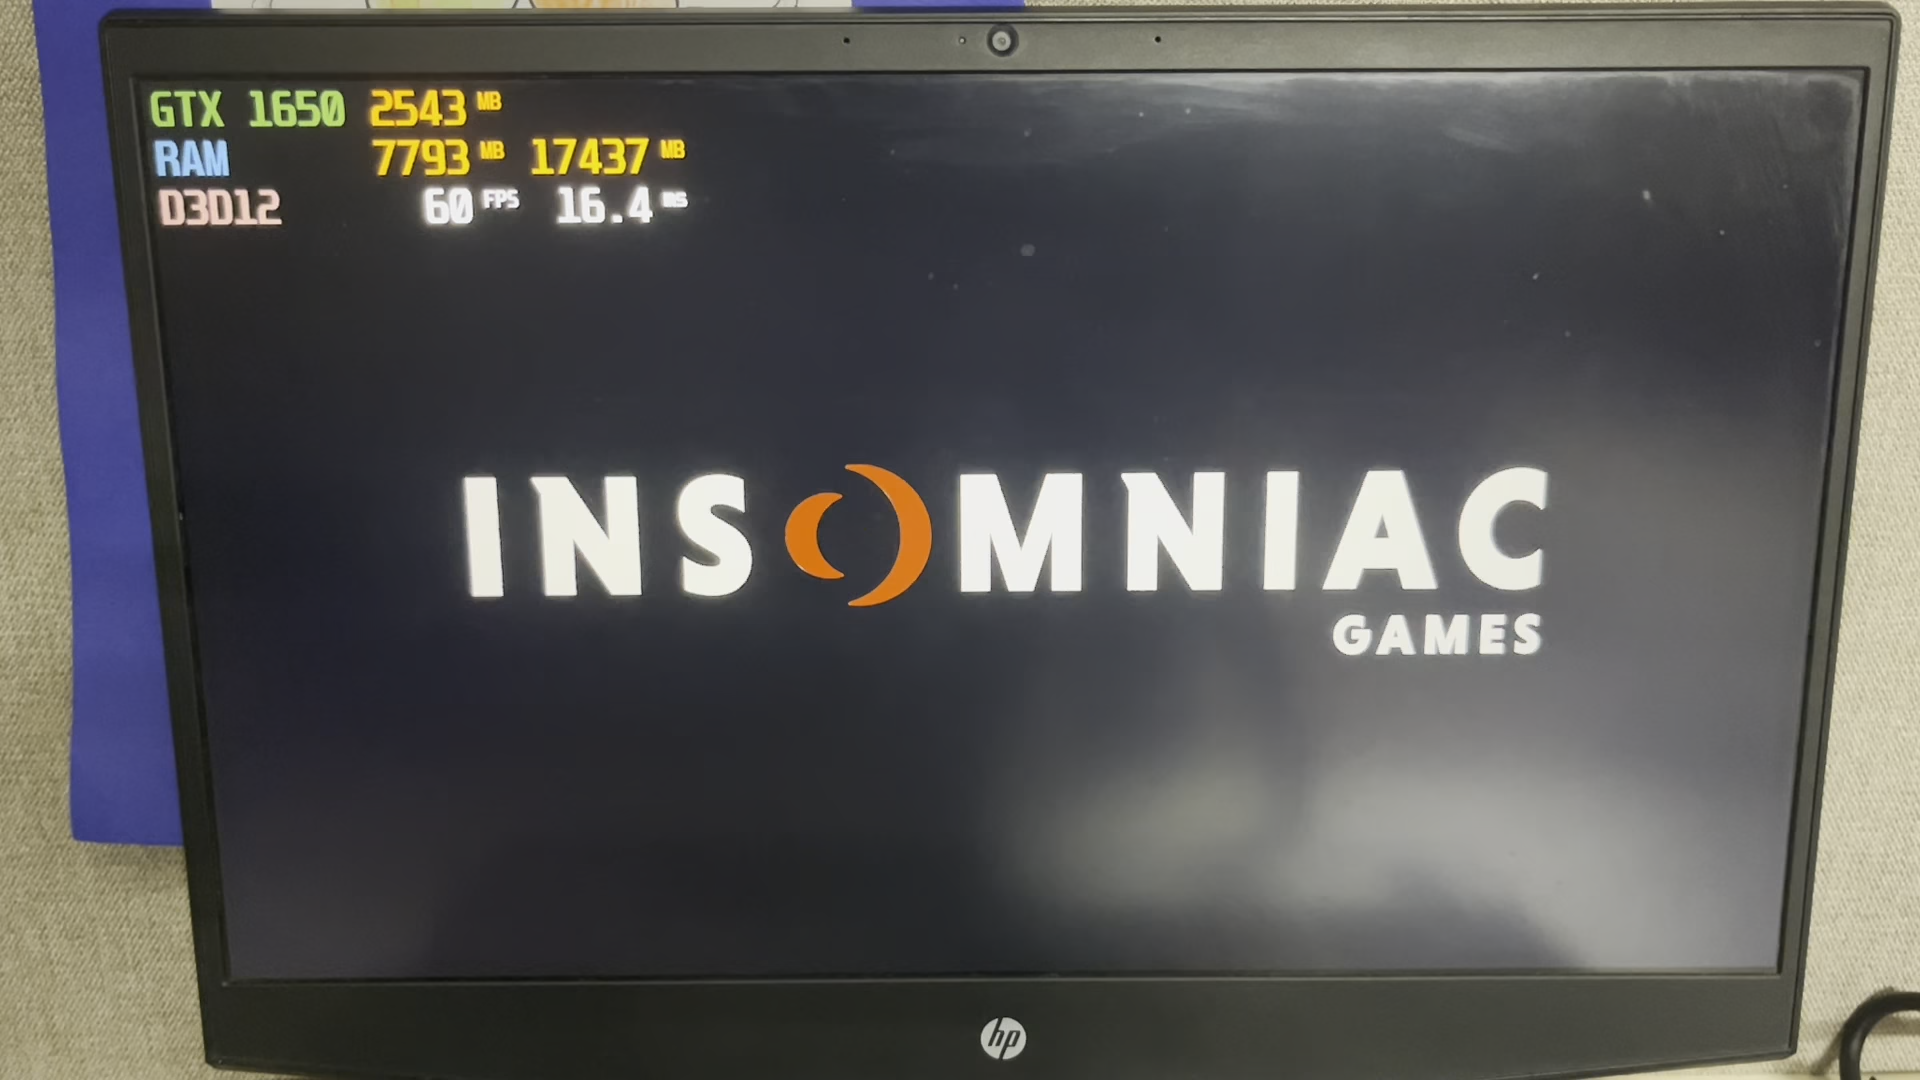 GTX 1650 2543 MB
RAM 7793 MB 17437 MB
D3D12 60 FPS 16.4 ms
INSOMNIAC
GAMES
hp